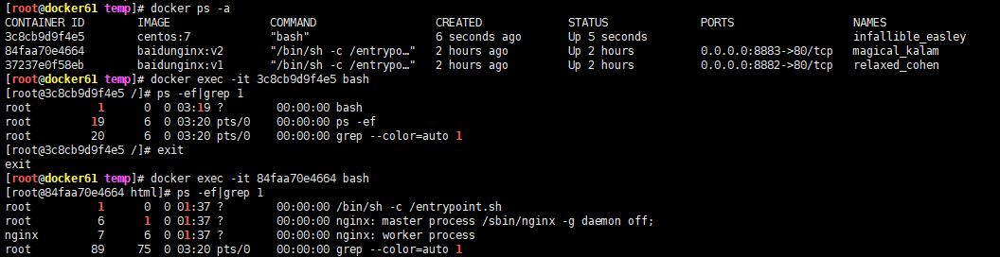 [root@docker61 temp]# docker ps -a
CONTAINER ID        IMAGE               COMMAND                  CREATED             STATUS              PORTS                  NAMES
3c8cb9d9f4e5        centos:7            "bash"                   6 seconds ago       Up 5 seconds                               infallible_easley
84faa70e4664        baidunginx:v2       "/bin/sh -c /entrypo…"   2 hours ago         Up 2 hours          0.0.0.0:8883->80/tcp   magical_kalam
37237e0f58eb        baidunginx:v1       "/bin/sh -c /entrypo…"   2 hours ago         Up 2 hours          0.0.0.0:8882->80/tcp   relaxed_cohen
[root@docker61 temp]# docker exec -it 3c8cb9d9f4e5 bash
[root@3c8cb9d9f4e5 /]# ps -ef|grep 1
root          1      0  0 03:19 ?        00:00:00 bash
root         19      6  0 03:20 pts/0    00:00:00 ps -ef
root         20      6  0 03:20 pts/0    00:00:00 grep --color=auto 1
[root@3c8cb9d9f4e5 /]# exit
exit
[root@docker61 temp]# docker exec -it 84faa70e4664 bash
[root@84faa70e4664 html]# ps -ef|grep 1
root          1      0  0 01:37 ?        00:00:00 /bin/sh -c /entrypoint.sh
root          6      1  0 01:37 ?        00:00:00 nginx: master process /sbin/nginx -g daemon off;
nginx         7      6  0 01:37 ?        00:00:00 nginx: worker process
root         89     75  0 03:20 pts/0    00:00:00 grep --color=auto 1